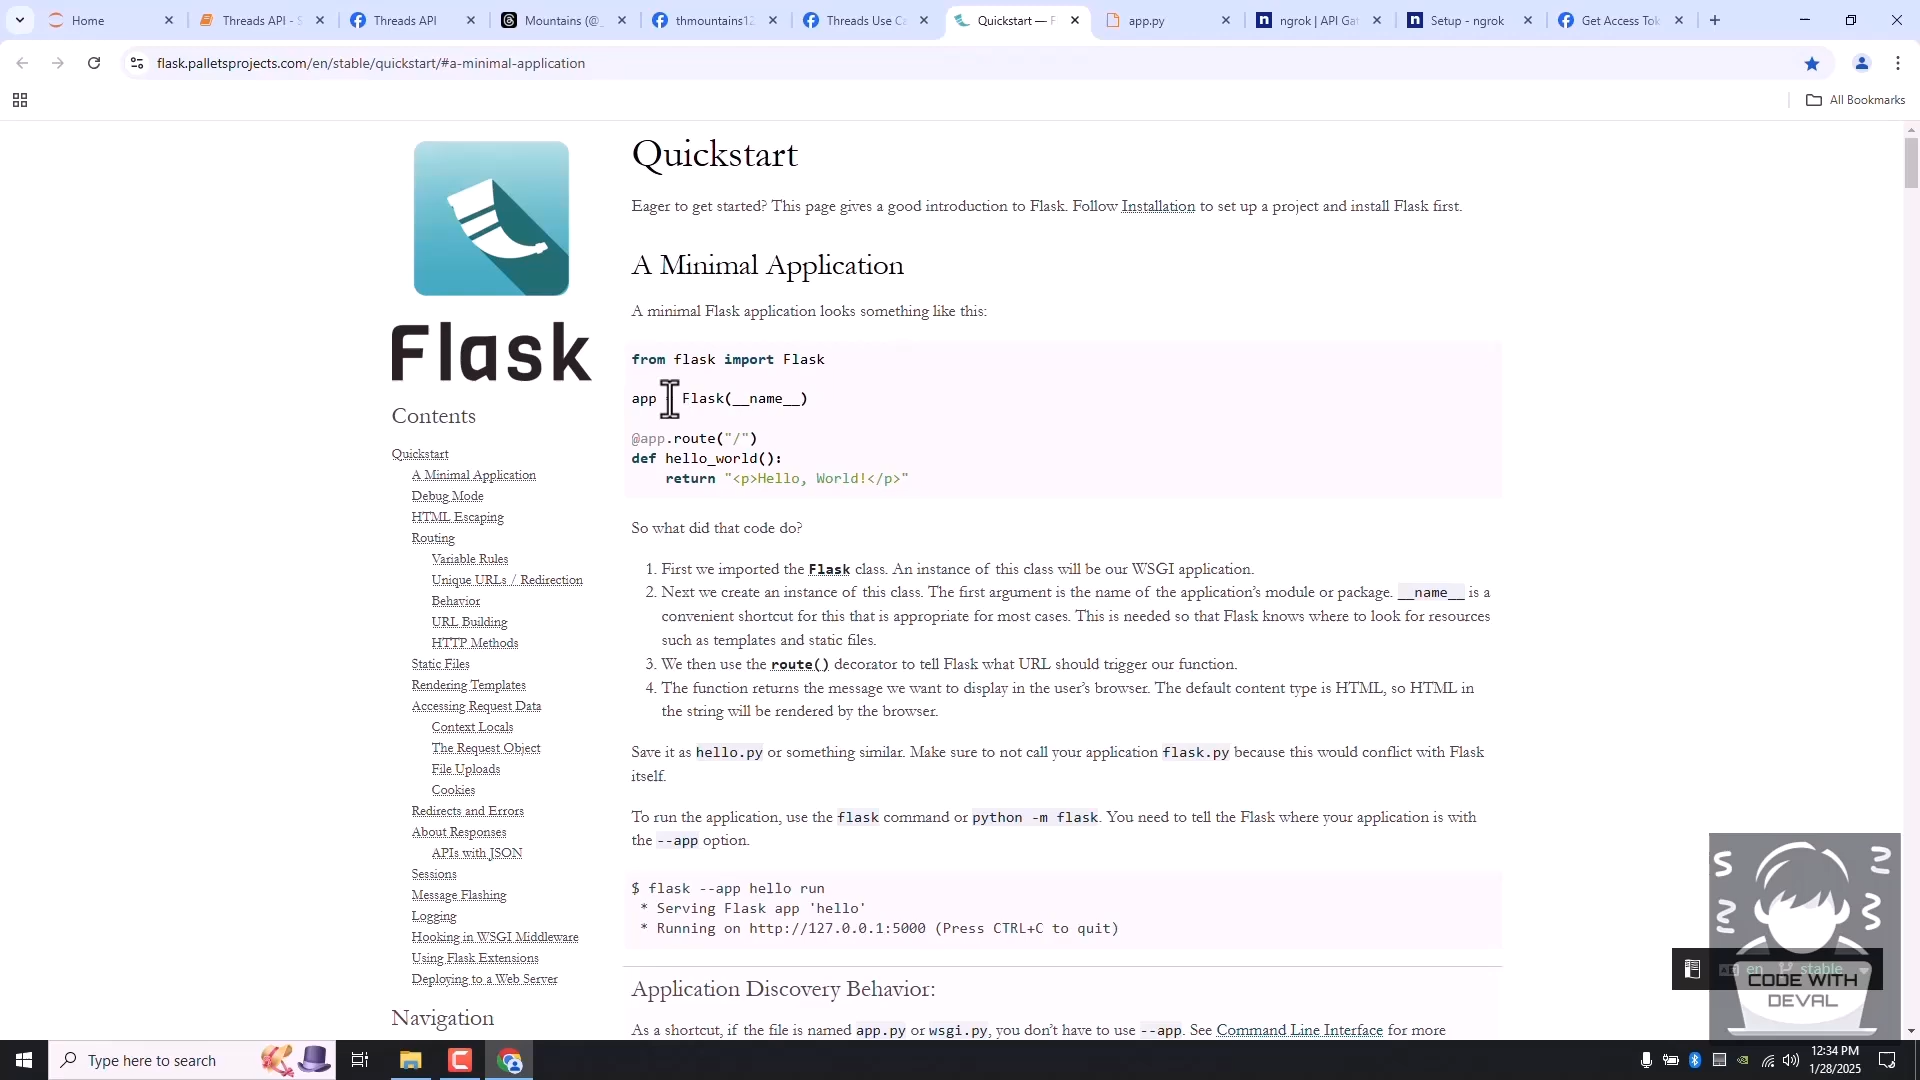 Home
Threads API - S
Threads API
Mountains (@_
thmountains12
Threads Use Ca
Quickstart — F
app.py
ngrok | API Ga
Setup - ngrok
Get Access Tok
flask.palletsprojects.com/en/stable/quickstart/#a-minimal-application
All Bookmarks
Flask
Contents
Quickstart
A Minimal Application
Debug Mode
HTML Escaping
Routing
Variable Rules
Unique URLs / Redirection
Behavior
URL Building
HTTP Methods
Static Files
Rendering Templates
Accessing Request Data
Context Locals
The Request Object
File Uploads
Cookies
Redirects and Errors
About Responses
APIs with JSON
Sessions
Message Flashing
Logging
Hooking in WSGI Middleware
Using Flask Extensions
Deploying to a Web Server
Navigation
Quickstart
Eager to get started? This page gives a good introduction to Flask. Follow Installation to set up a project and install Flask first.
A Minimal Application
A minimal Flask application looks something like this:
from flask import Flask
app Flask(__name__)
@app.route("/")
def hello_world():
return "<p>Hello, World!</p>"
So what did that code do?
1. First we imported the Flask class. An instance of this class will be our WSGI application.
2. Next we create an instance of this class. The first argument is the name of the application's module or package. __name__ is a
convenient shortcut for this that is appropriate for most cases. This is needed so that Flask knows where to look for resources
such as templates and static files.
3. We then use the route() decorator to tell Flask what URL should trigger our function.
4. The function returns the message we want to display in the user's browser. The default content type is HTML, so HTML in
the string will be rendered by the browser.
Save it as hello.py or something similar. Make sure to not call your application flask.py because this would conflict with Flask
itself.
To run the application, use the flask command or python -m flask. You need to tell the Flask where your application is with
the --app option.
$ flask --app hello run
* Serving Flask app 'hello'
* Running on http://127.0.0.1:5000 (Press CTRL+C to quit)
Application Discovery Behavior:
As a shortcut, if the file is named app.py or wsgi.py, you don't have to use --app. See Command Line Interface for more
en stable
CODE WITH
DEVAL
Type here to search
12:34 PM
1/28/2025